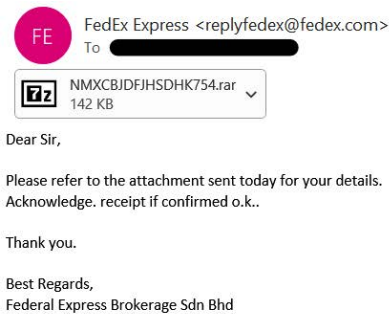 FE
FedEx Express <replyfedex@fedex.com>
To
7z
NMXCBJDFJHSDHK754.rar
142 KB
Dear Sir,
Please refer to the attachment sent today for your details.
Acknowledge. receipt if confirmed o.k..
Thank you.
Best Regards,
Federal Express Brokerage Sdn Bhd